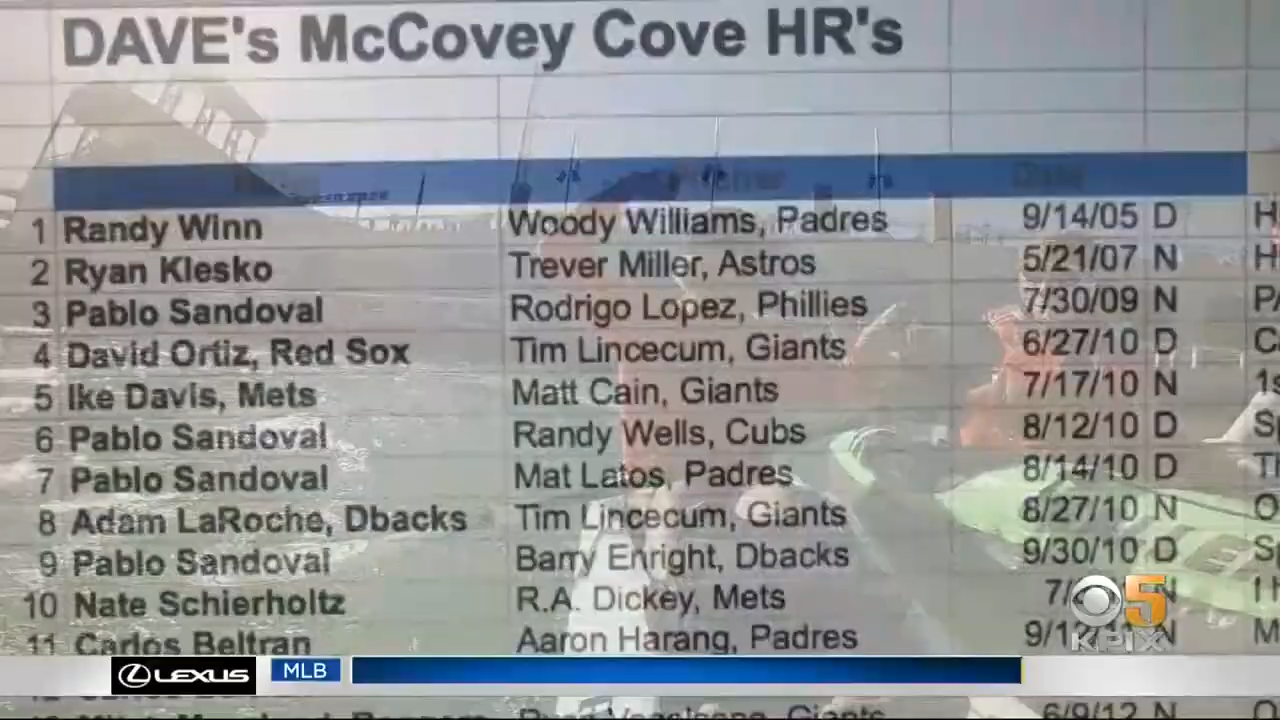 DAVE's McCovey Cove HR's
Date
1 Randy Winn Woody Williams, Padres 9/14/05 D H
2 Ryan Klesko Trever Miller, Astros 5/21/07 N H
3 Pablo Sandoval Rodrigo Lopez, Phillies 7/30/09 N
4 David Ortiz, Red Sox Tim Lincecum, Giants 6/27/10 D
5 Ike Davis, Mets Matt Cain, Giants 7/17/10 N 1s
6 Pablo Sandoval Randy Wells, Cubs 8/12/10 D
7 Pablo Sandoval Mat Latos, Padres 8/14/10 D
8 Adam LaRoche, Dbacks Tim Lincecum, Giants 8/27/10 N
9 Pablo Sandoval Barry Enright, Dbacks 9/30/10 D
10 Nate Schierholtz R.A. Dickey, Mets 7/ N
11 Carlos Beltran Aaron Harang, Padres N
5
KPIX
LEXUS MLB
Giants 6/9/12 N